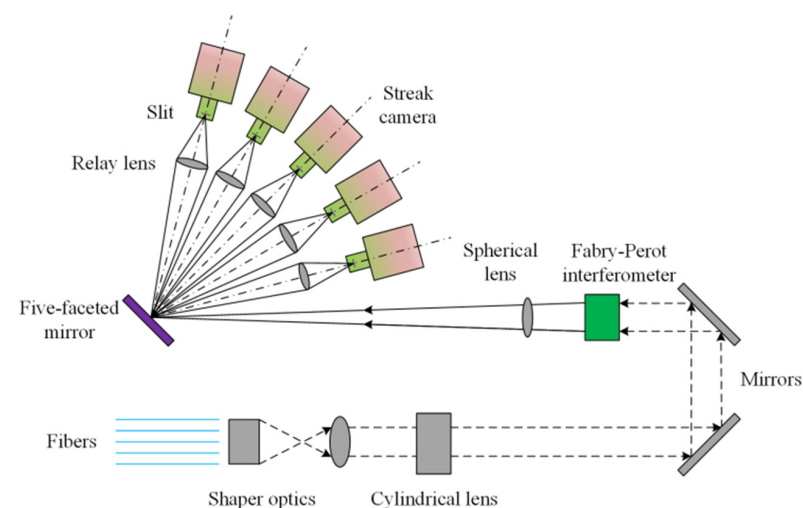 Slit
Streak
camera
Relay lens
Spherical
lens
Fabry-Perot
interferometer
Five-faceted
mirror
Mirrors
Fibers
Shaper optics
Cylindrical lens